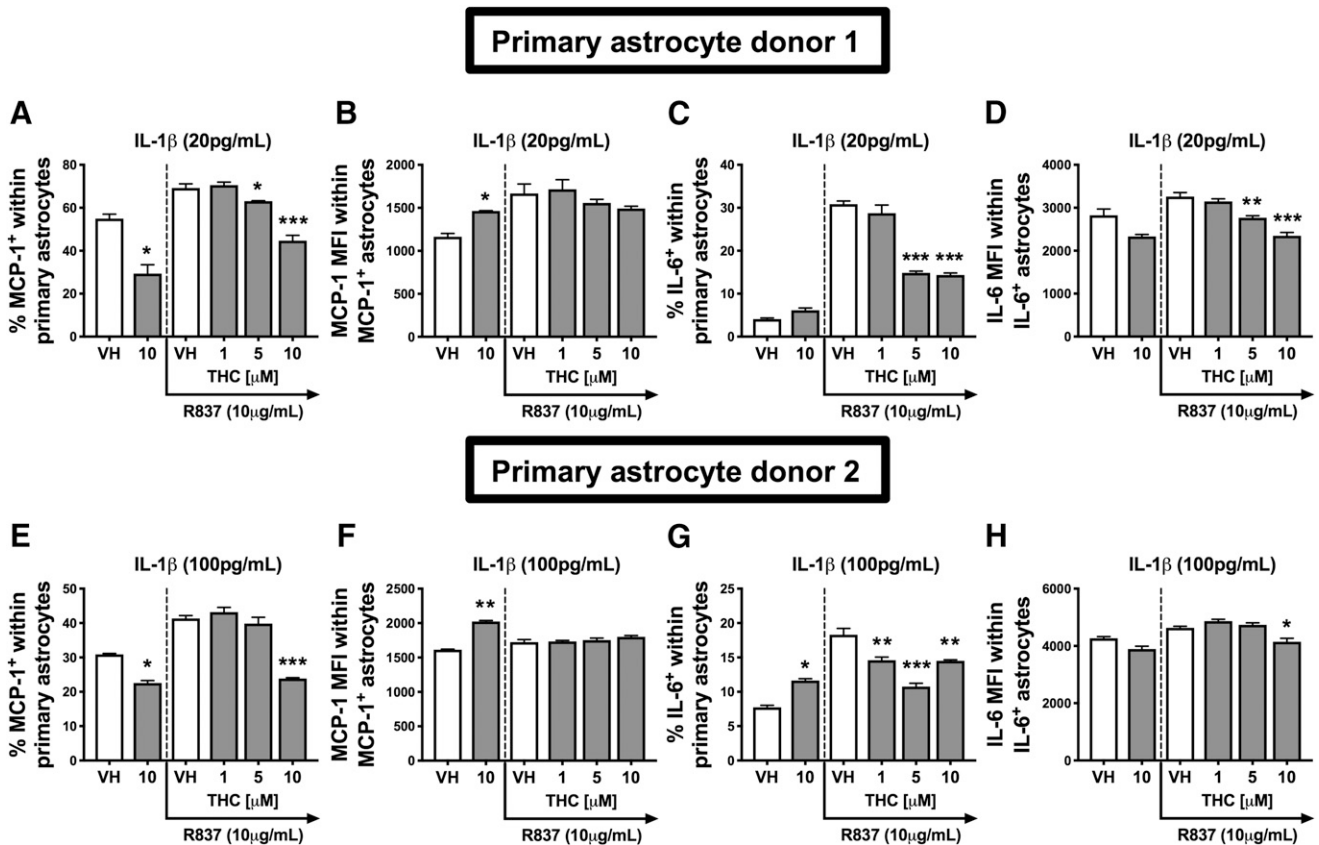 Primary astrocyte donor 1
A
IL-1β (20pg/mL)
% MCP-1+ within
primary astrocytes
80
60
40
20
0
*
*
***
VH 10 VH 1 5 10
THC [μM]
R837 (10μg/mL)
B
IL-1β (20pg/mL)
MCP-1 MFI within
MCP-1+ astrocytes
2000
1500
1000
500
0
*
VH 10 VH 1 5 10
THC [μM]
R837 (10μg/mL)
C
IL-1β (20pg/mL)
% IL-6+ within
primary astrocytes
40
30
20
10
0
*** ***
VH 10 VH 1 5 10
THC [μM]
R837 (10μg/mL)
D
IL-1β (20pg/mL)
IL-6 MFI within
IL-6+ astrocytes
4000
3000
2000
1000
0
** ***
VH 10 VH 1 5 10
THC [μM]
R837 (10μg/mL)
Primary astrocyte donor 2
E
IL-1β (100pg/mL)
% MCP-1+ within
primary astrocytes
50
40
30
20
10
0
*
***
VH 10 VH 1 5 10
THC [μM]
R837 (10μg/mL)
F
IL-1β (100pg/mL)
MCP-1 MFI within
MCP-1+ astrocytes
2500
2000
1500
1000
500
0
**
VH 10 VH 1 5 10
THC [μM]
R837 (10μg/mL)
G
IL-1β (100pg/mL)
% IL-6+ within
primary astrocytes
25
20
15
10
5
0
*
** *** **
VH 10 VH 1 5 10
THC [μM]
R837 (10μg/mL)
H
IL-1β (100pg/mL)
IL-6 MFI within
IL-6+ astrocytes
6000
4000
2000
0
*
VH 10 VH 1 5 10
THC [μM]
R837 (10μg/mL)